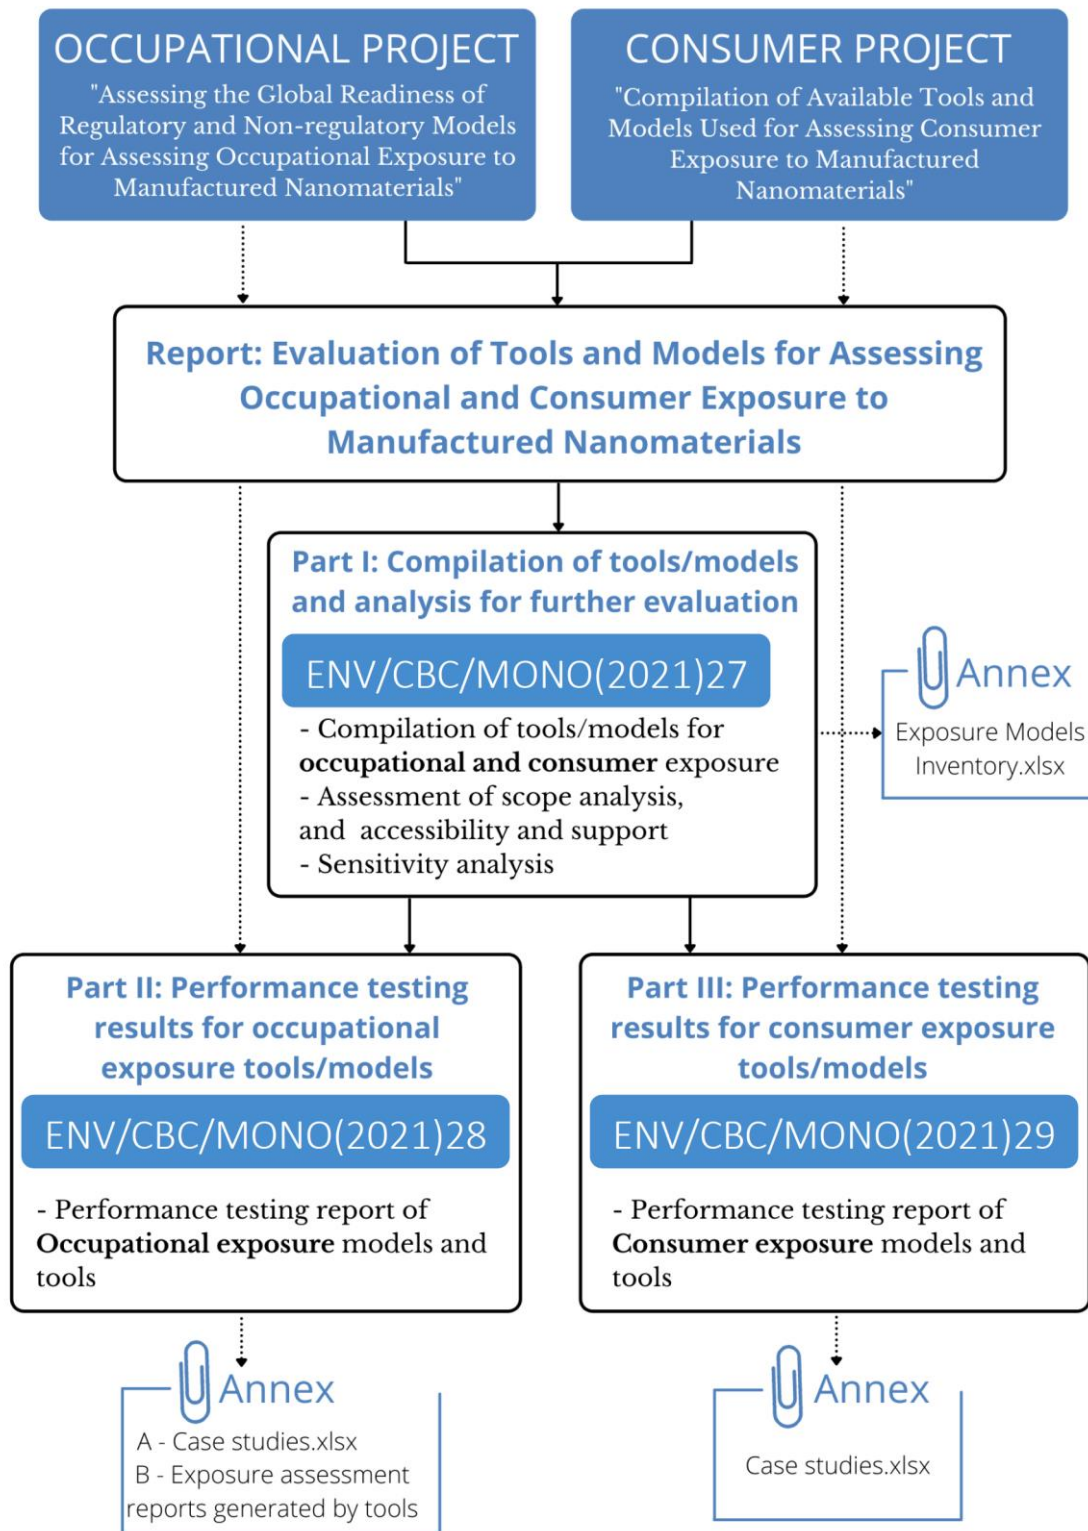 OCCUPATIONAL PROJECT
"Assessing the Global Readiness of
Regulatory and Non-regulatory Models
for Assessing Occupational Exposure to
Manufactured Nanomaterials"
CONSUMER PROJECT
"Compilation of Available Tools and
Models Used for Assessing Consumer
Exposure to Manufactured
Nanomaterials"
Report: Evaluation of Tools and Models for Assessing
Occupational and Consumer Exposure to
Manufactured Nanomaterials
Part I: Compilation of tools/models
and analysis for further evaluation
ENV/CBC/MONO(2021)27
- Compilation of tools/models for
occupational and consumer exposure
- Assessment of scope analysis,
and accessibility and support
- Sensitivity analysis
Annex
Exposure Models
Inventory.xlsx
Part II: Performance testing
results for occupational
exposure tools/models
ENV/CBC/MONO(2021)28
- Performance testing report of
Occupational exposure models and
tools
Part III: Performance testing
results for consumer exposure
tools/models
ENV/CBC/MONO(2021)29
- Performance testing report of
Consumer exposure models and
tools
Annex
A - Case studies.xlsx
B - Exposure assessment
reports generated by tools
Annex
Case studies.xlsx